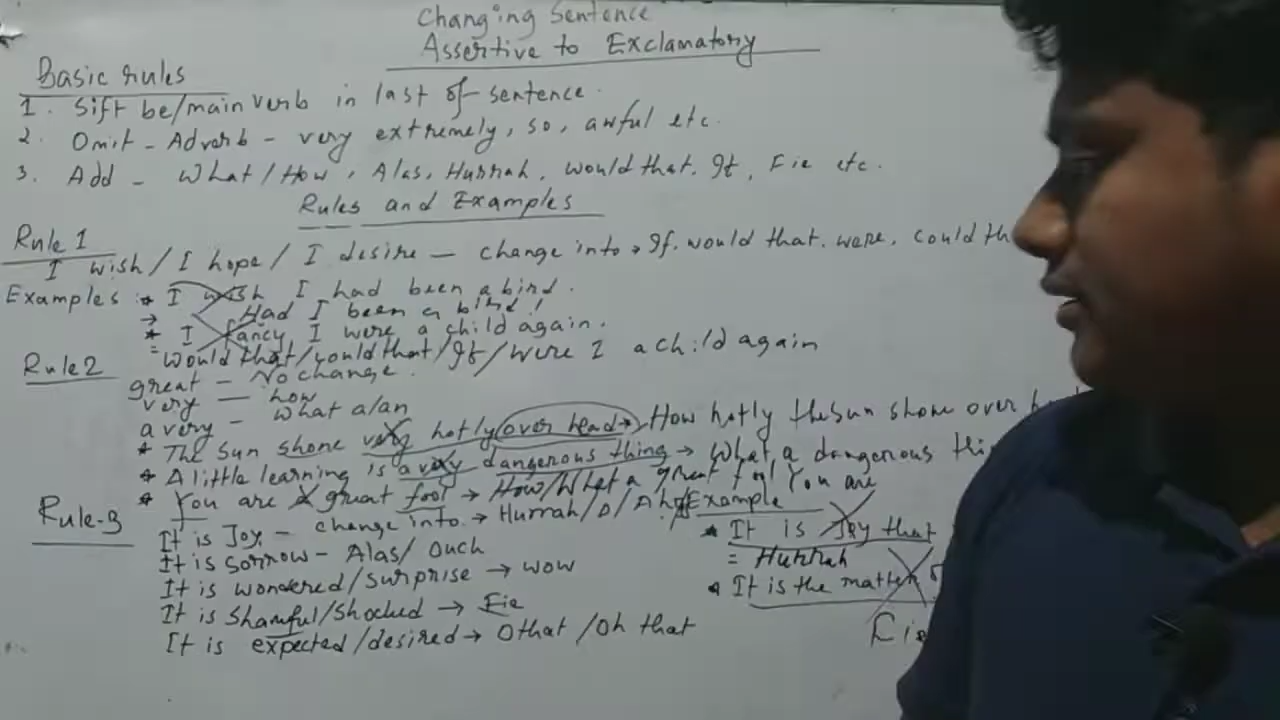 Changing Sentence
Assertive to Exclamatory
Basic rules
1. Sift be/main verb in last of sentence.
2. Omit - Adverb - very extremely, so, awful etc.
3. Add - What/How, Alas, Hurrah, would that. If, Fie etc.
Rules and Examples
Rule 1
I wish/I hope/I desire — change into → If. would that. were. could th
Examples : * I wish I had been a bird.
→ Had I been a bird!
* I fancy I were a child again.
= Would that/could that/If/Were I a child again
Rule 2
great — No change.
very — how
a very — What a/an
* The Sun shone very hotly over head → How hotly the sun shone over
* A little learning is a very dangerous thing → What a dangerous thi
* You are a great fool → How/What a great fool You are
Rule-3
It is Joy - change into → Hurrah/O/Ah
It is sorrow - Alas/ Ouch
It is wondered/surprise → wow
It is Shamful/Shocked → Fie
It is expected/desired → O that /Oh that
Example
* It is Joy that
= Hurrah
* It is the matter
Fie